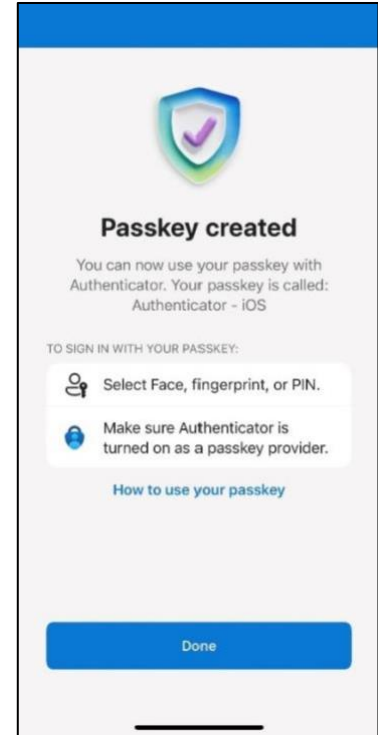 Passkey created
You can now use your passkey with
Authenticator. Your passkey is called:
Authenticator - iOS
TO SIGN IN WITH YOUR PASSKEY:
Select Face, fingerprint, or PIN.
Make sure Authenticator is
turned on as a passkey provider.
How to use your passkey
Done